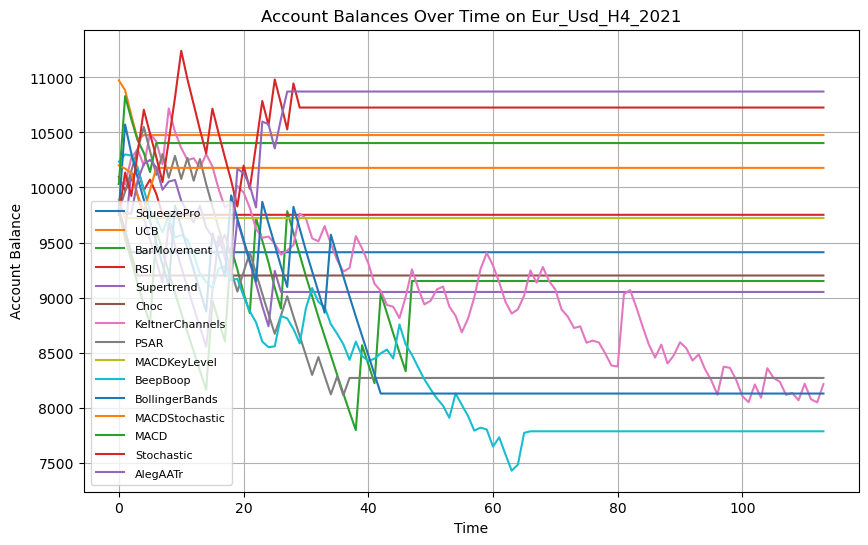 Account Balances Over Time on Eur_Usd_H4_2021
Account Balance
11000
10500
10000
9500
9000
8500
8000
7500
SqueezePro
UCB
BarMovement
RSI
Supertrend
Choc
KeltnerChannels
PSAR
MACDKeyLevel
BeepBoop
BollingerBands
MACDStochastic
MACD
Stochastic
AlegAATr
0 20 40 60 80 100
Time